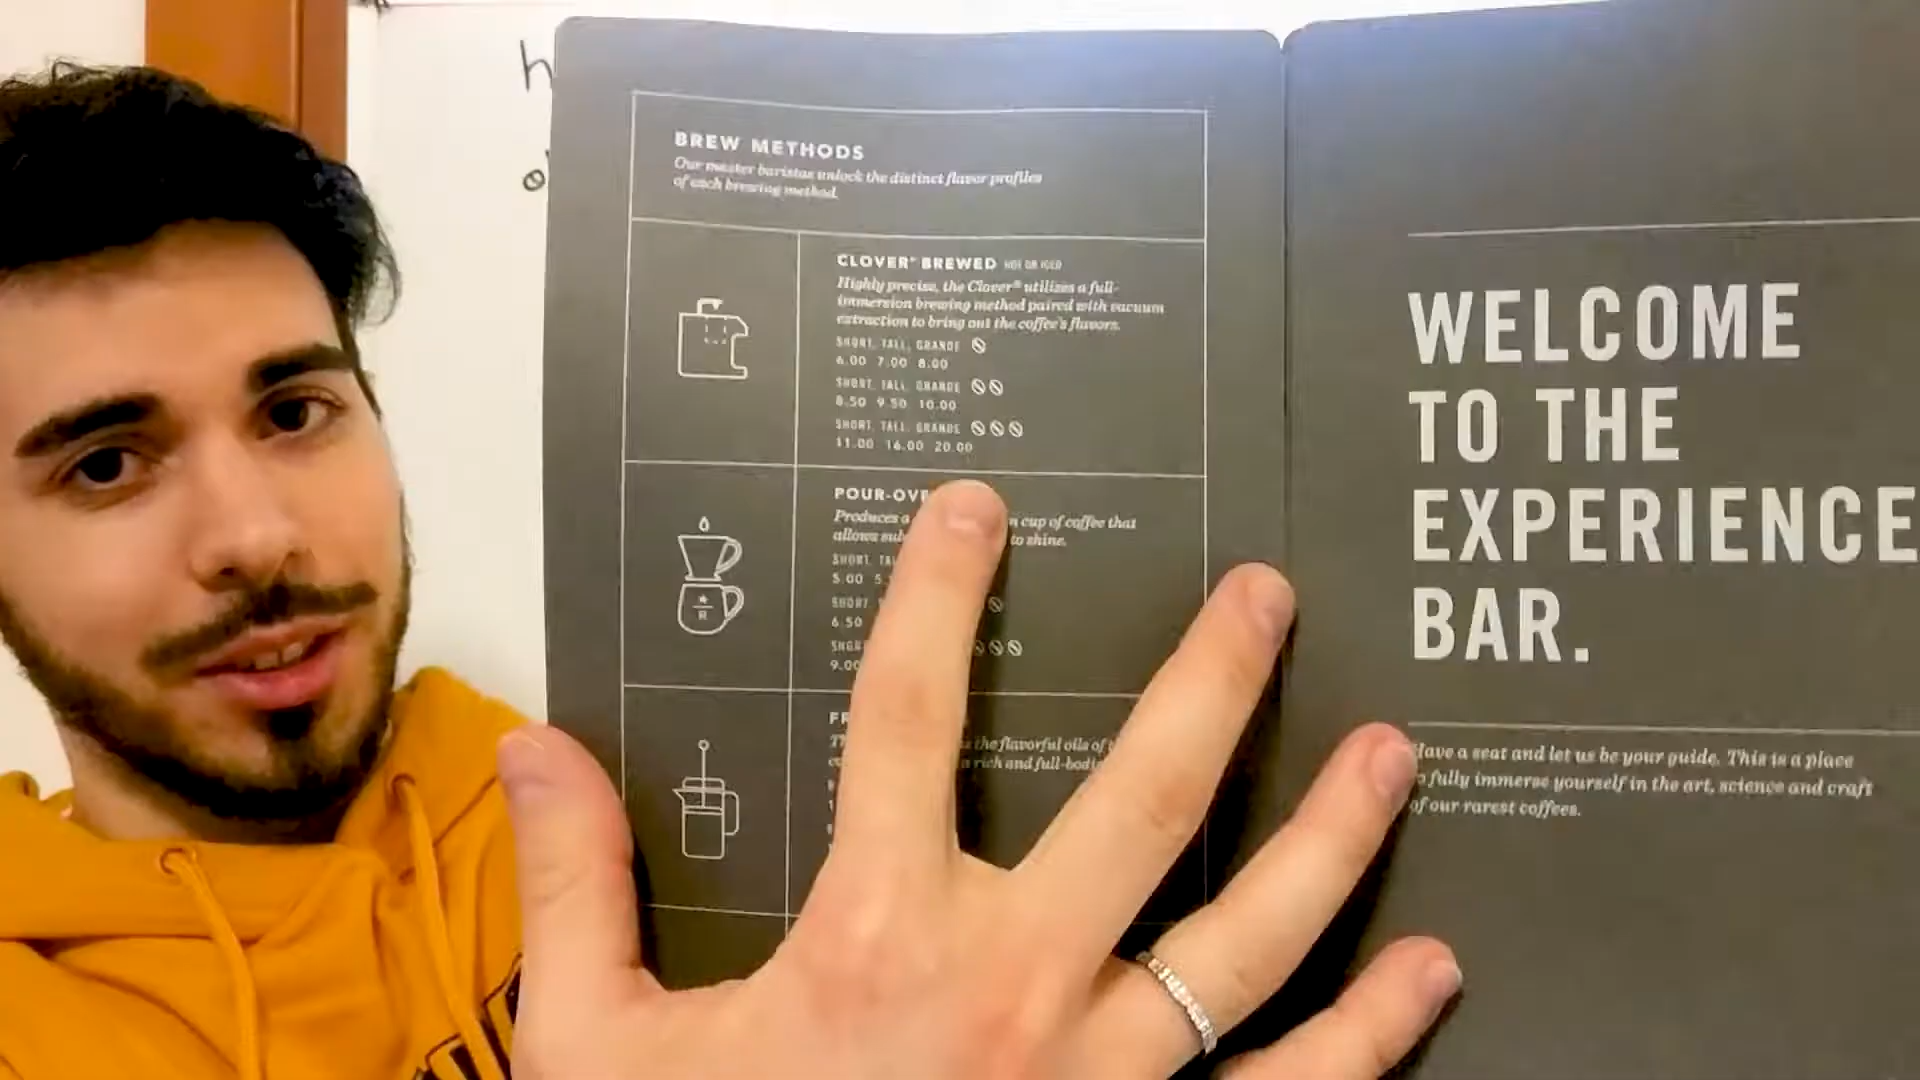 h
BREW METHODS
Our master baristas unlock the distinct flavor profiles
of each brewing method.
CLOVER® BREWED HOT OR ICED
Highly precise, the Clover® utilizes a full-
immersion brewing method paired with vacuum
extraction to bring out the coffee's flavors.
SHORT, TALL, GRANDE
6.00 7.00 8.00
SHORT, TALL, GRANDE
8.50 9.50 10.00
SHORT, TALL, GRANDE
11.00 16.00 20.00
POUR-OVE
Produces a n cup of coffee that
allows to shine.
SHORT, TA
5.00 5.
SHORT
6.50
SHOR
9.00
FR
is the flavorful oils of
rich and full-bodi
★
R
WELCOME
TO THE
EXPERIENCE
BAR.
Have a seat and let us be your guide. This is a place
to fully immerse yourself in the art, science and craft
of our rarest coffees.